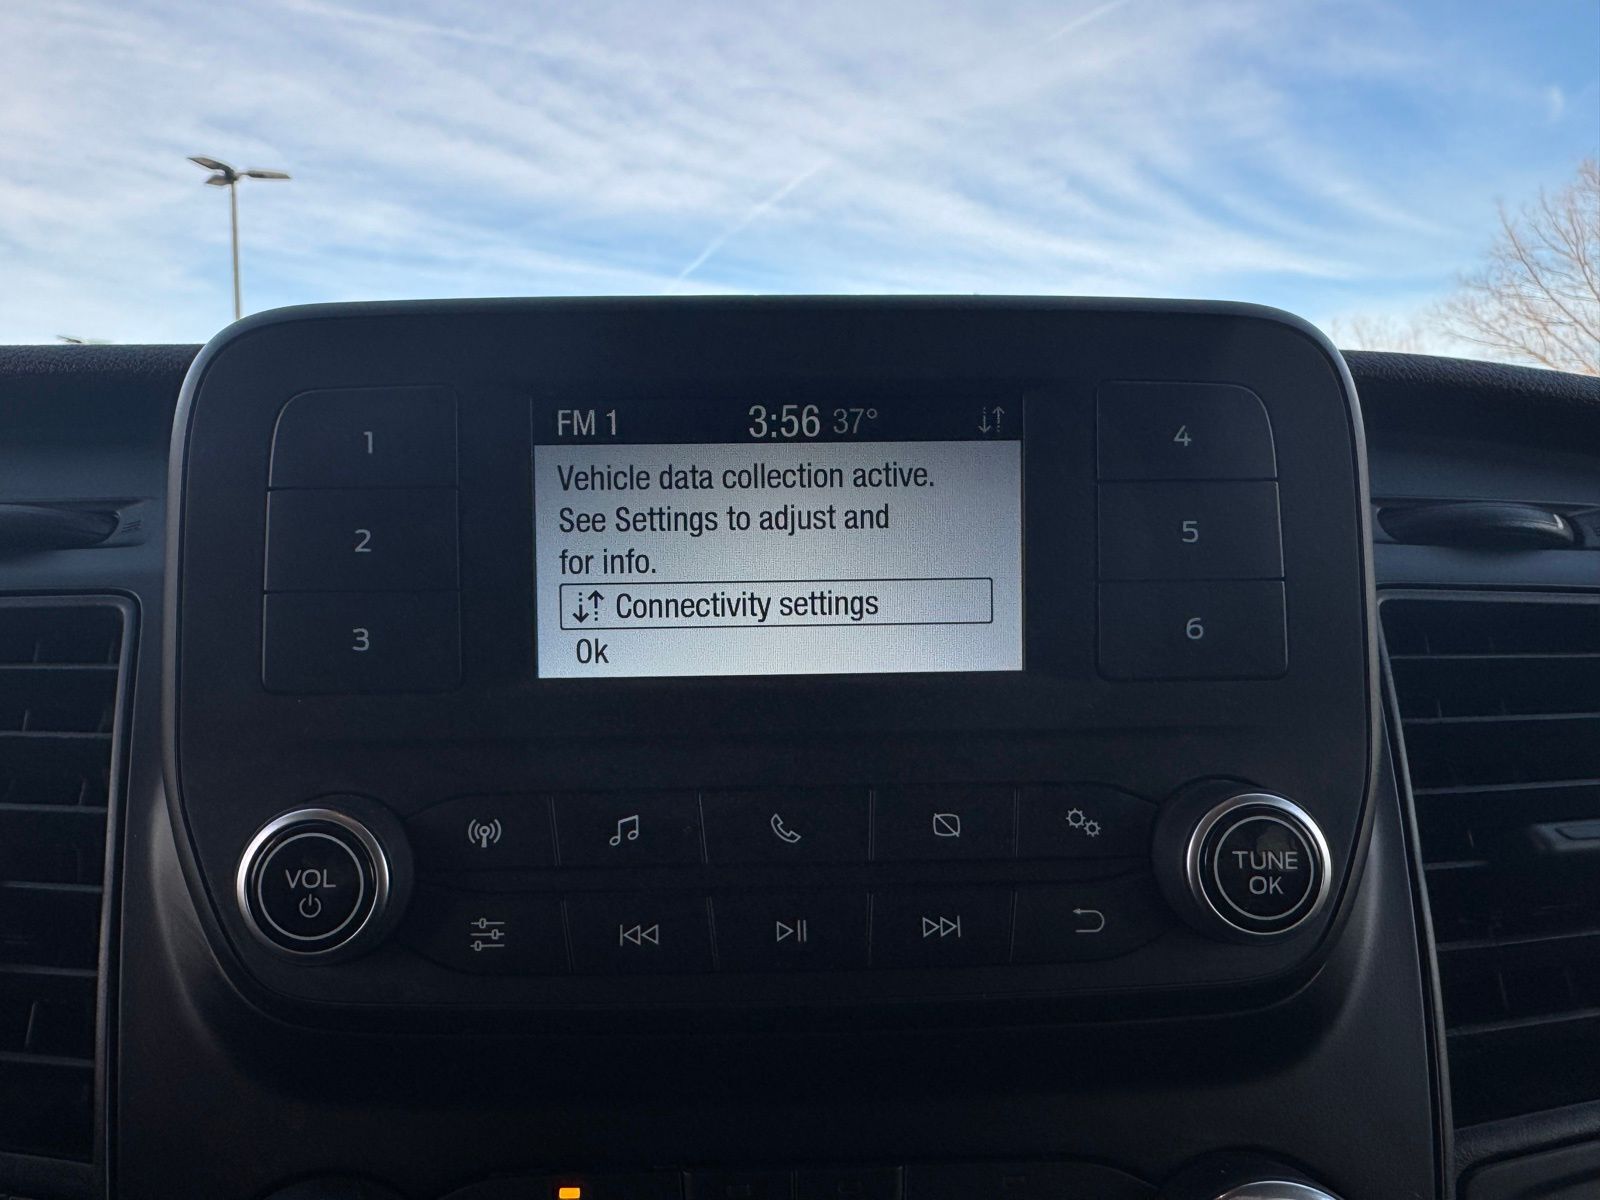 FM 1 3:56 37°
Vehicle data collection active.
See Settings to adjust and
for info.
Connectivity settings
Ok
1
2
3
4
5
6
VOL
TUNE
OK